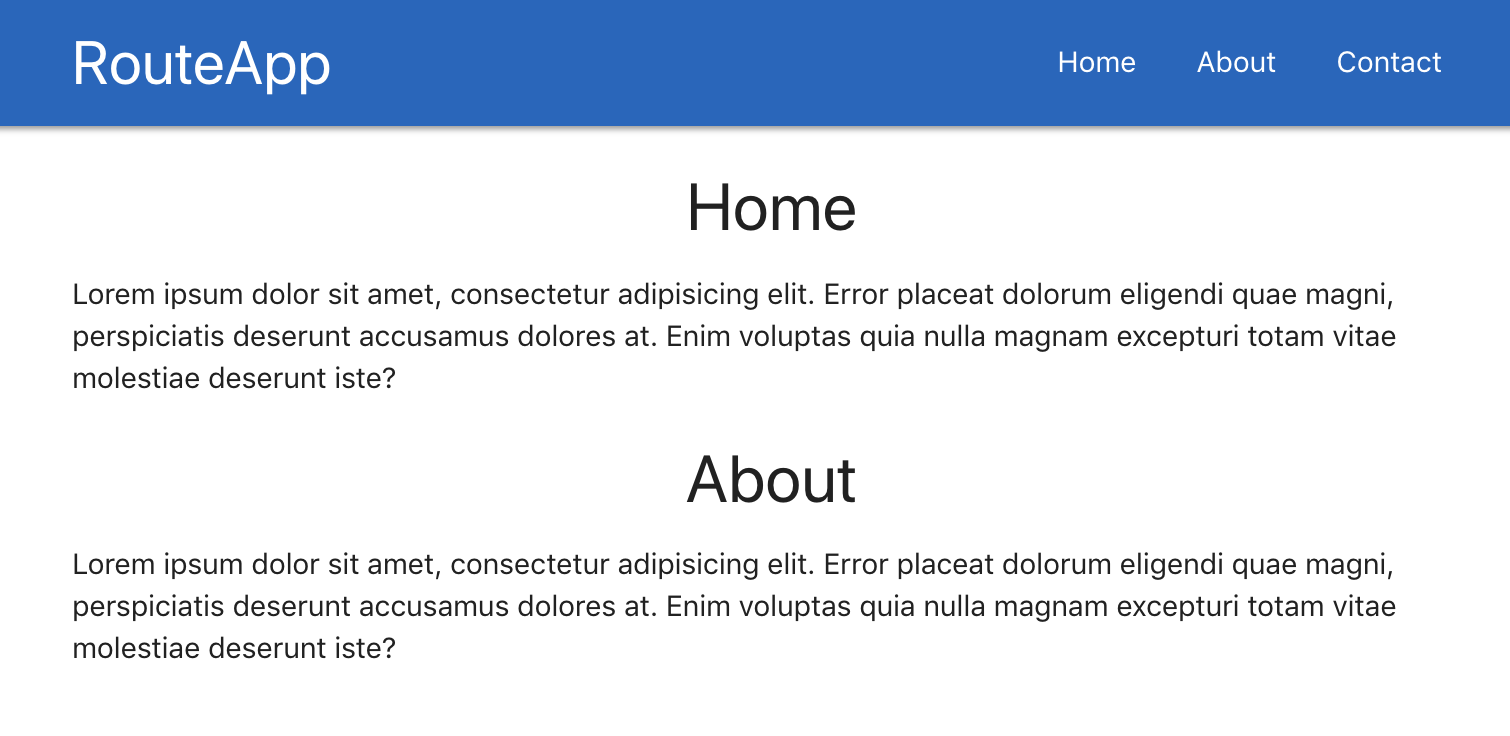 RouteApp
Home About Contact
Home
Lorem ipsum dolor sit amet, consectetur adipisicing elit. Error placeat dolorum eligendi quae magni,
perspiciatis deserunt accusamus dolores at. Enim voluptas quia nulla magnam excepturi totam vitae
molestiae deserunt iste?
About
Lorem ipsum dolor sit amet, consectetur adipisicing elit. Error placeat dolorum eligendi quae magni,
perspiciatis deserunt accusamus dolores at. Enim voluptas quia nulla magnam excepturi totam vitae
molestiae deserunt iste?